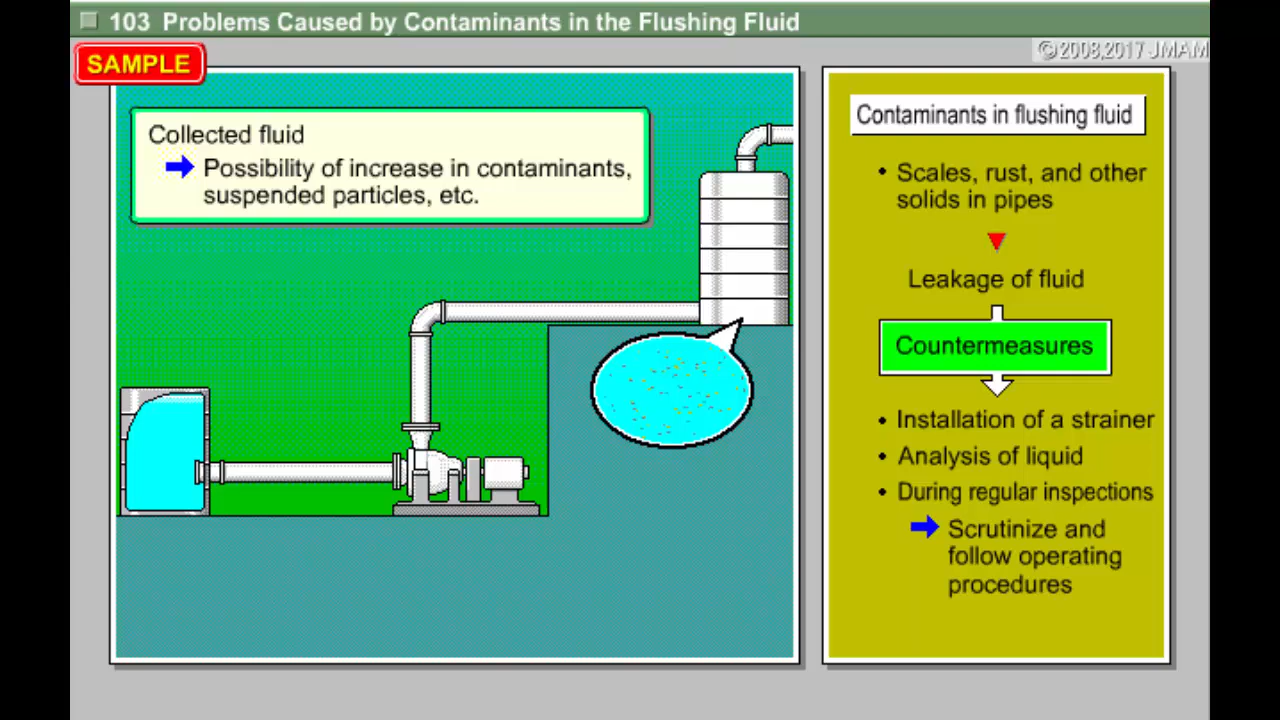 103 Problems Caused by Contaminants in the Flushing Fluid
SAMPLE
©2008,2017 JMAM
Collected fluid
Possibility of increase in contaminants,
suspended particles, etc.
Contaminants in flushing fluid
• Scales, rust, and other
solids in pipes
Leakage of fluid
Countermeasures
• Installation of a strainer
• Analysis of liquid
• During regular inspections
Scrutinize and
follow operating
procedures